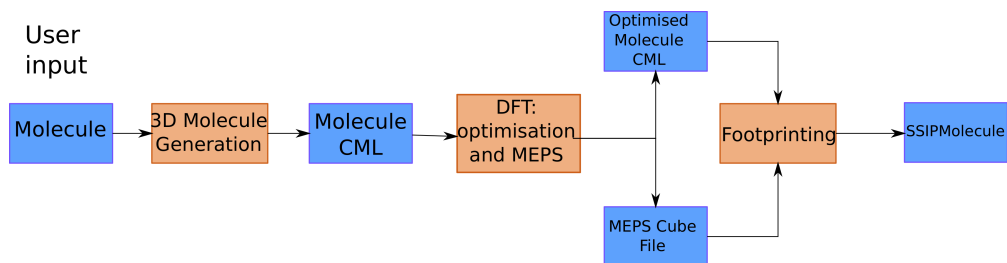 User
input
Molecule
3D Molecule
Generation
Molecule
CML
DFT:
optimisation
and MEPS
Optimised
Molecule
CML
MEPS Cube
File
Footprinting
SSIPMolecule